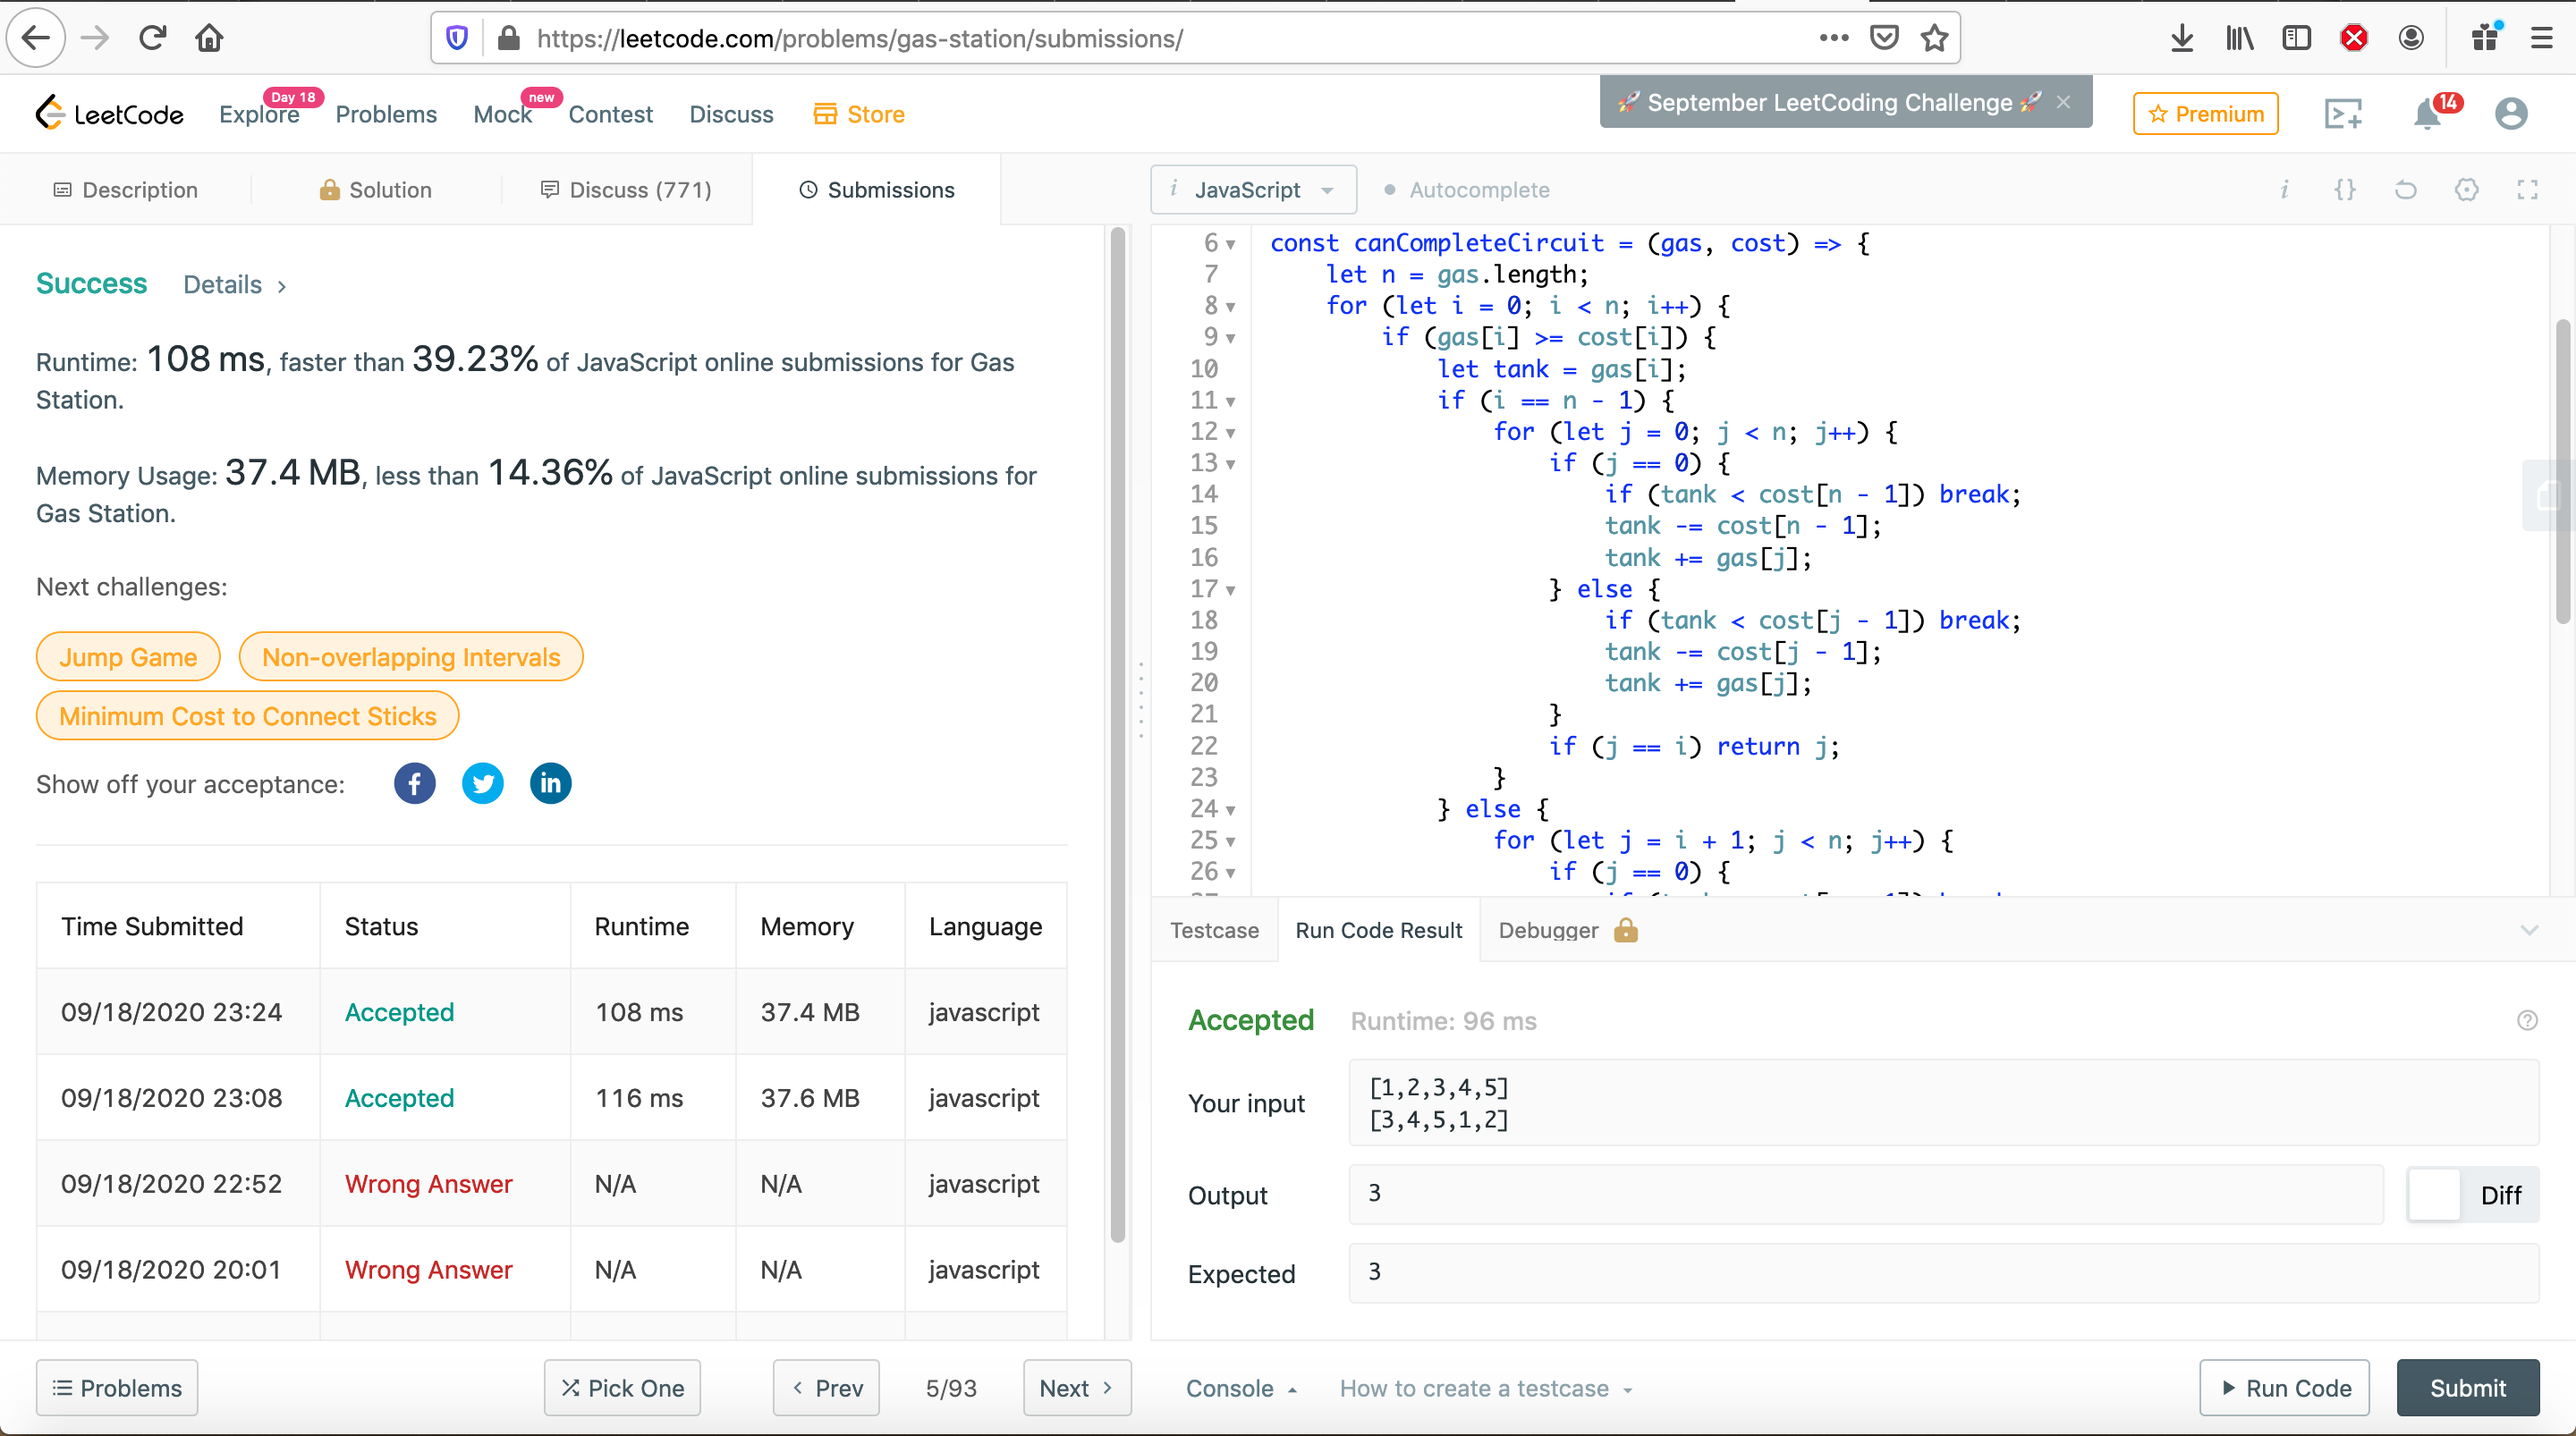 https://leetcode.com/problems/gas-station/submissions/
LeetCode
Explore
Day 18
Problems
Mock
new
Contest
Discuss
Store
🚀 September LeetCoding Challenge 🚀 ×
Premium
14
Description
Solution
Discuss (771)
Submissions
Success Details >
Runtime: 108 ms, faster than 39.23% of JavaScript online submissions for Gas
Station.
Memory Usage: 37.4 MB, less than 14.36% of JavaScript online submissions for
Gas Station.
Next challenges:
Jump Game Non-overlapping Intervals
Minimum Cost to Connect Sticks
Show off your acceptance:
Time Submitted Status Runtime Memory Language
09/18/2020 23:24 Accepted 108 ms 37.4 MB javascript
09/18/2020 23:08 Accepted 116 ms 37.6 MB javascript
09/18/2020 22:52 Wrong Answer N/A N/A javascript
09/18/2020 20:01 Wrong Answer N/A N/A javascript
Problems
Pick One
< Prev
5/93
Next >
i JavaScript
Autocomplete
i {}
6 const canCompleteCircuit = (gas, cost) => {
7 let n = gas.length;
8 for (let i = 0; i < n; i++) {
9 if (gas[i] >= cost[i]) {
10 let tank = gas[i];
11 if (i == n - 1) {
12 for (let j = 0; j < n; j++) {
13 if (j == 0) {
14 if (tank < cost[n - 1]) break;
15 tank -= cost[n - 1];
16 tank += gas[j];
17 } else {
18 if (tank < cost[j - 1]) break;
19 tank -= cost[j - 1];
20 tank += gas[j];
21 }
22 if (j == i) return j;
23 }
24 } else {
25 for (let j = i + 1; j < n; j++) {
26 if (j == 0) {
Testcase
Run Code Result
Debugger
Accepted Runtime: 96 ms
Your input
[1,2,3,4,5]
[3,4,5,1,2]
Output
3
Diff
Expected
3
Console
How to create a testcase
Run Code
Submit